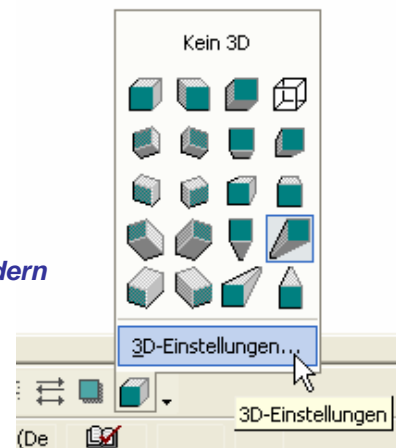 Kein 3D
dern
3D-Einstellungen...
3D-Einstellungen
(De